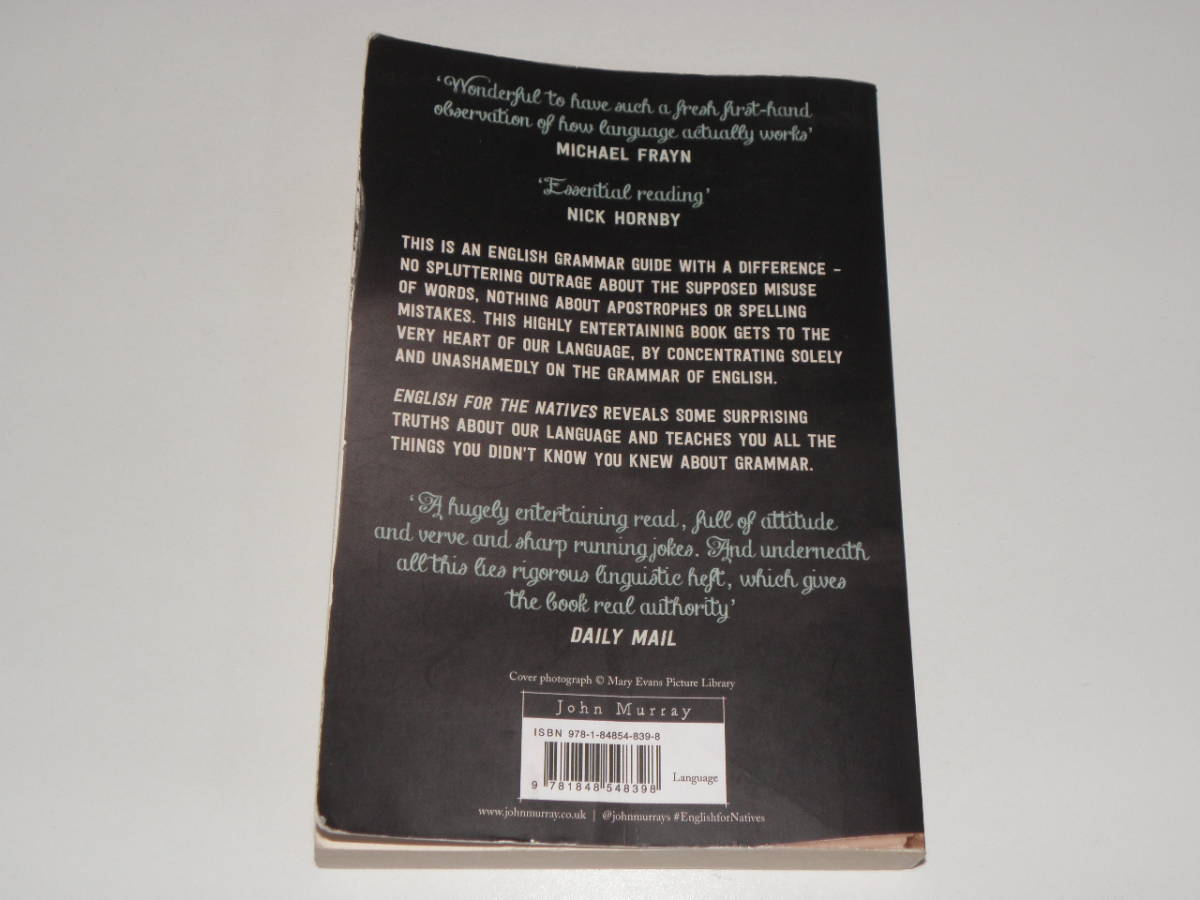 ‘Wonderful to have such a fresh first-hand
observation of how language actually works’
MICHAEL FRAYN
‘Essential reading’
NICK HORNBY
THIS IS AN ENGLISH GRAMMAR GUIDE WITH A DIFFERENCE –
NO SPLUTTERING OUTRAGE ABOUT THE SUPPOSED MISUSE
OF WORDS, NOTHING ABOUT APOSTROPHES OR SPELLING
MISTAKES. THIS HIGHLY ENTERTAINING BOOK GETS TO THE
VERY HEART OF OUR LANGUAGE, BY CONCENTRATING SOLELY
AND UNASHAMEDLY ON THE GRAMMAR OF ENGLISH.
ENGLISH FOR THE NATIVES REVEALS SOME SURPRISING
TRUTHS ABOUT OUR LANGUAGE AND TEACHES YOU ALL THE
THINGS YOU DIDN'T KNOW YOU KNEW ABOUT GRAMMAR.
‘A hugely entertaining read, full of attitude
and verve and sharp running jokes. And underneath
all this lies rigorous linguistic heft, which gives
the book real authority’
DAILY MAIL
Cover photograph © Mary Evans Picture Library
John Murray
ISBN 978-1-84854-839-8
9 781848 548398
Language
www.johnmurray.co.uk | @johnmurrays #EnglishforNatives